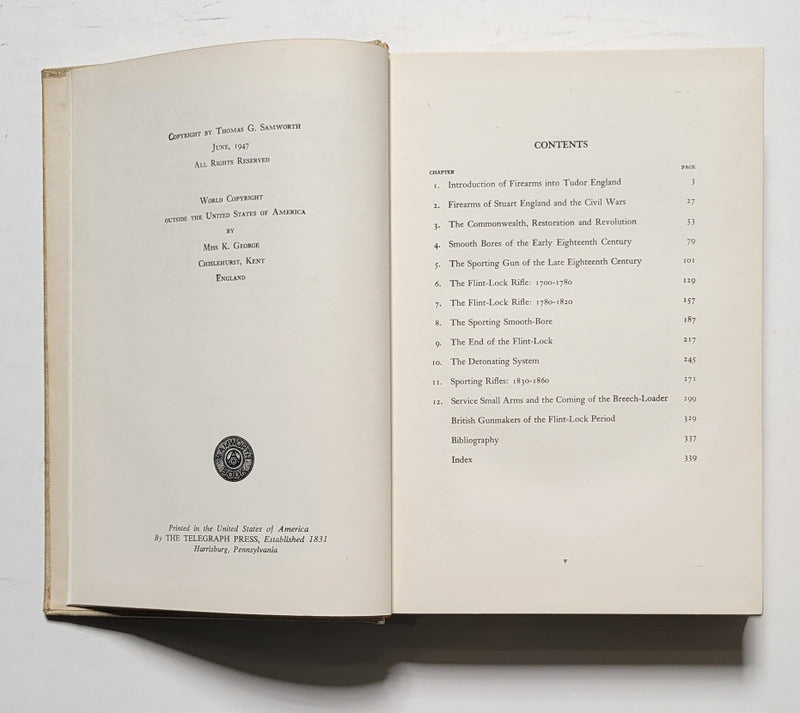 Copyright by Thomas G. Samworth
June, 1947
All Rights Reserved
World Copyright
outside the United States of America
by
Miss K. George
Chislehurst, Kent
England
SAMWORTH
BOOK
Printed in the United States of America
By THE TELEGRAPH PRESS, Established 1831
Harrisburg, Pennsylvania
CONTENTS
CHAPTER PAGE
1. Introduction of Firearms into Tudor England 3
2. Firearms of Stuart England and the Civil Wars 27
3. The Commonwealth, Restoration and Revolution 53
4. Smooth Bores of the Early Eighteenth Century 79
5. The Sporting Gun of the Late Eighteenth Century 101
6. The Flint-Lock Rifle: 1700-1780 129
7. The Flint-Lock Rifle: 1780-1820 157
8. The Sporting Smooth-Bore 187
9. The End of the Flint-Lock 217
10. The Detonating System 245
11. Sporting Rifles: 1830-1860 271
12. Service Small Arms and the Coming of the Breech-Loader 299
British Gunmakers of the Flint-Lock Period 329
Bibliography 337
Index 339
v